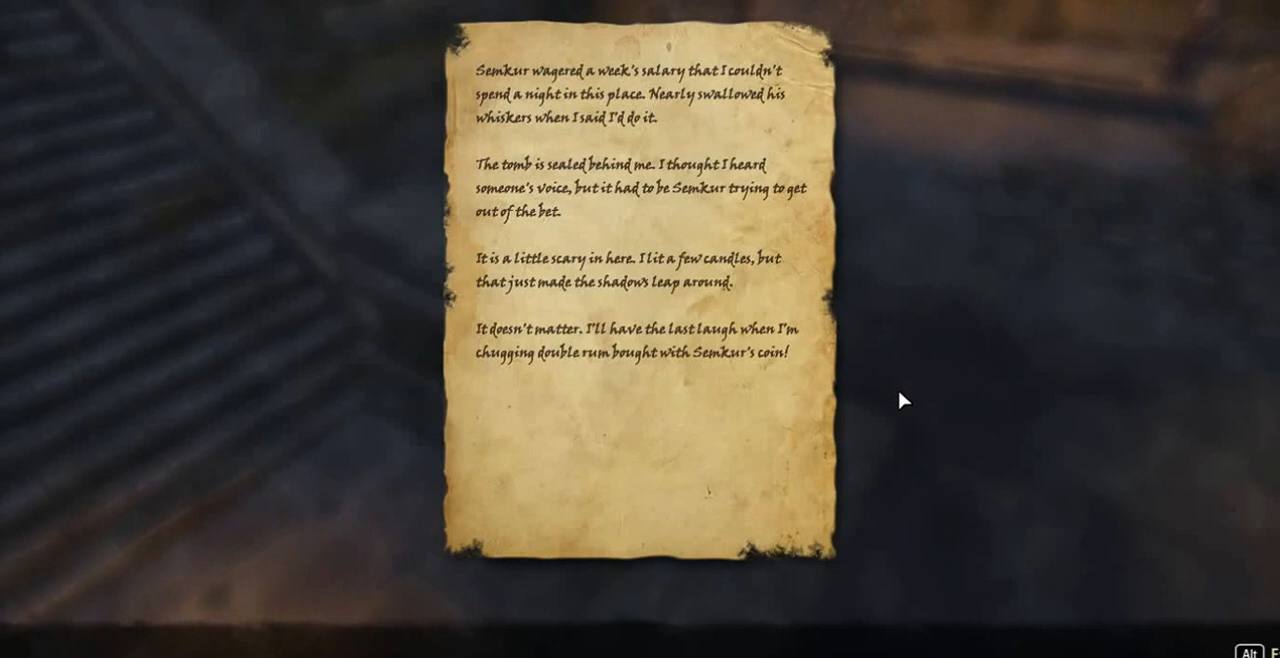 Semkur wagered a week's salary that I couldn't
spend a night in this place. Nearly swallowed his
whiskers when I said I'd do it.
The tomb is sealed behind me. I thought I heard
someone's voice, but it had to be Semkur trying to get
out of the bet.
It is a little scary in here. I lit a few candles, but
that just made the shadows leap around.
It doesn't matter. I'll have the last laugh when I'm
chugging double rum bought with Semkur's coin!
Alt